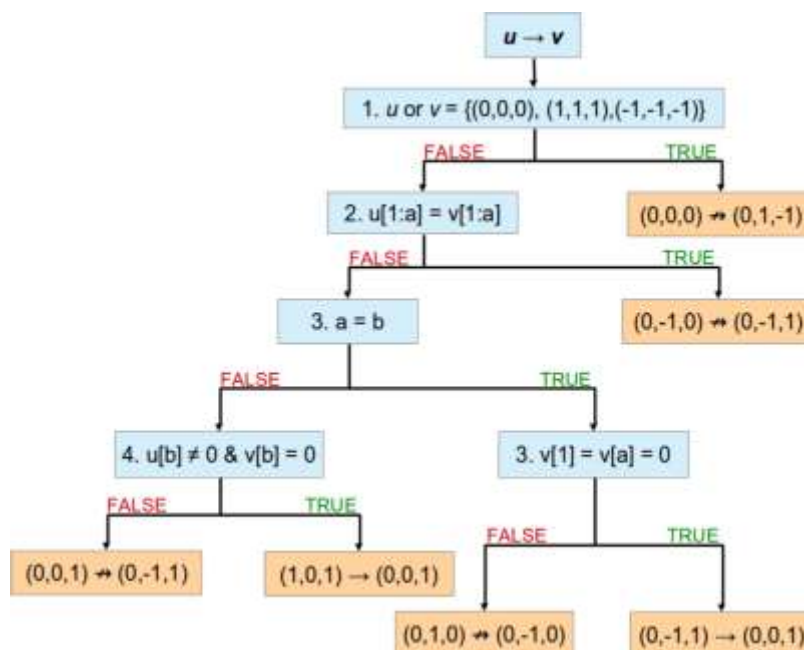 u → v
1. u or v = {(0,0,0), (1,1,1),(-1,-1,-1)}
FALSE TRUE
2. u[1:a] = v[1:a]
(0,0,0) ↛ (0,1,-1)
FALSE TRUE
3. a = b
(0,-1,0) ↛ (0,-1,1)
FALSE TRUE
4. u[b] ≠ 0 & v[b] = 0
3. v[1] = v[a] = 0
FALSE TRUE
FALSE TRUE
(0,0,1) ↛ (0,-1,1)
(1,0,1) → (0,0,1)
(0,1,0) ↛ (0,-1,0)
(0,-1,1) → (0,0,1)